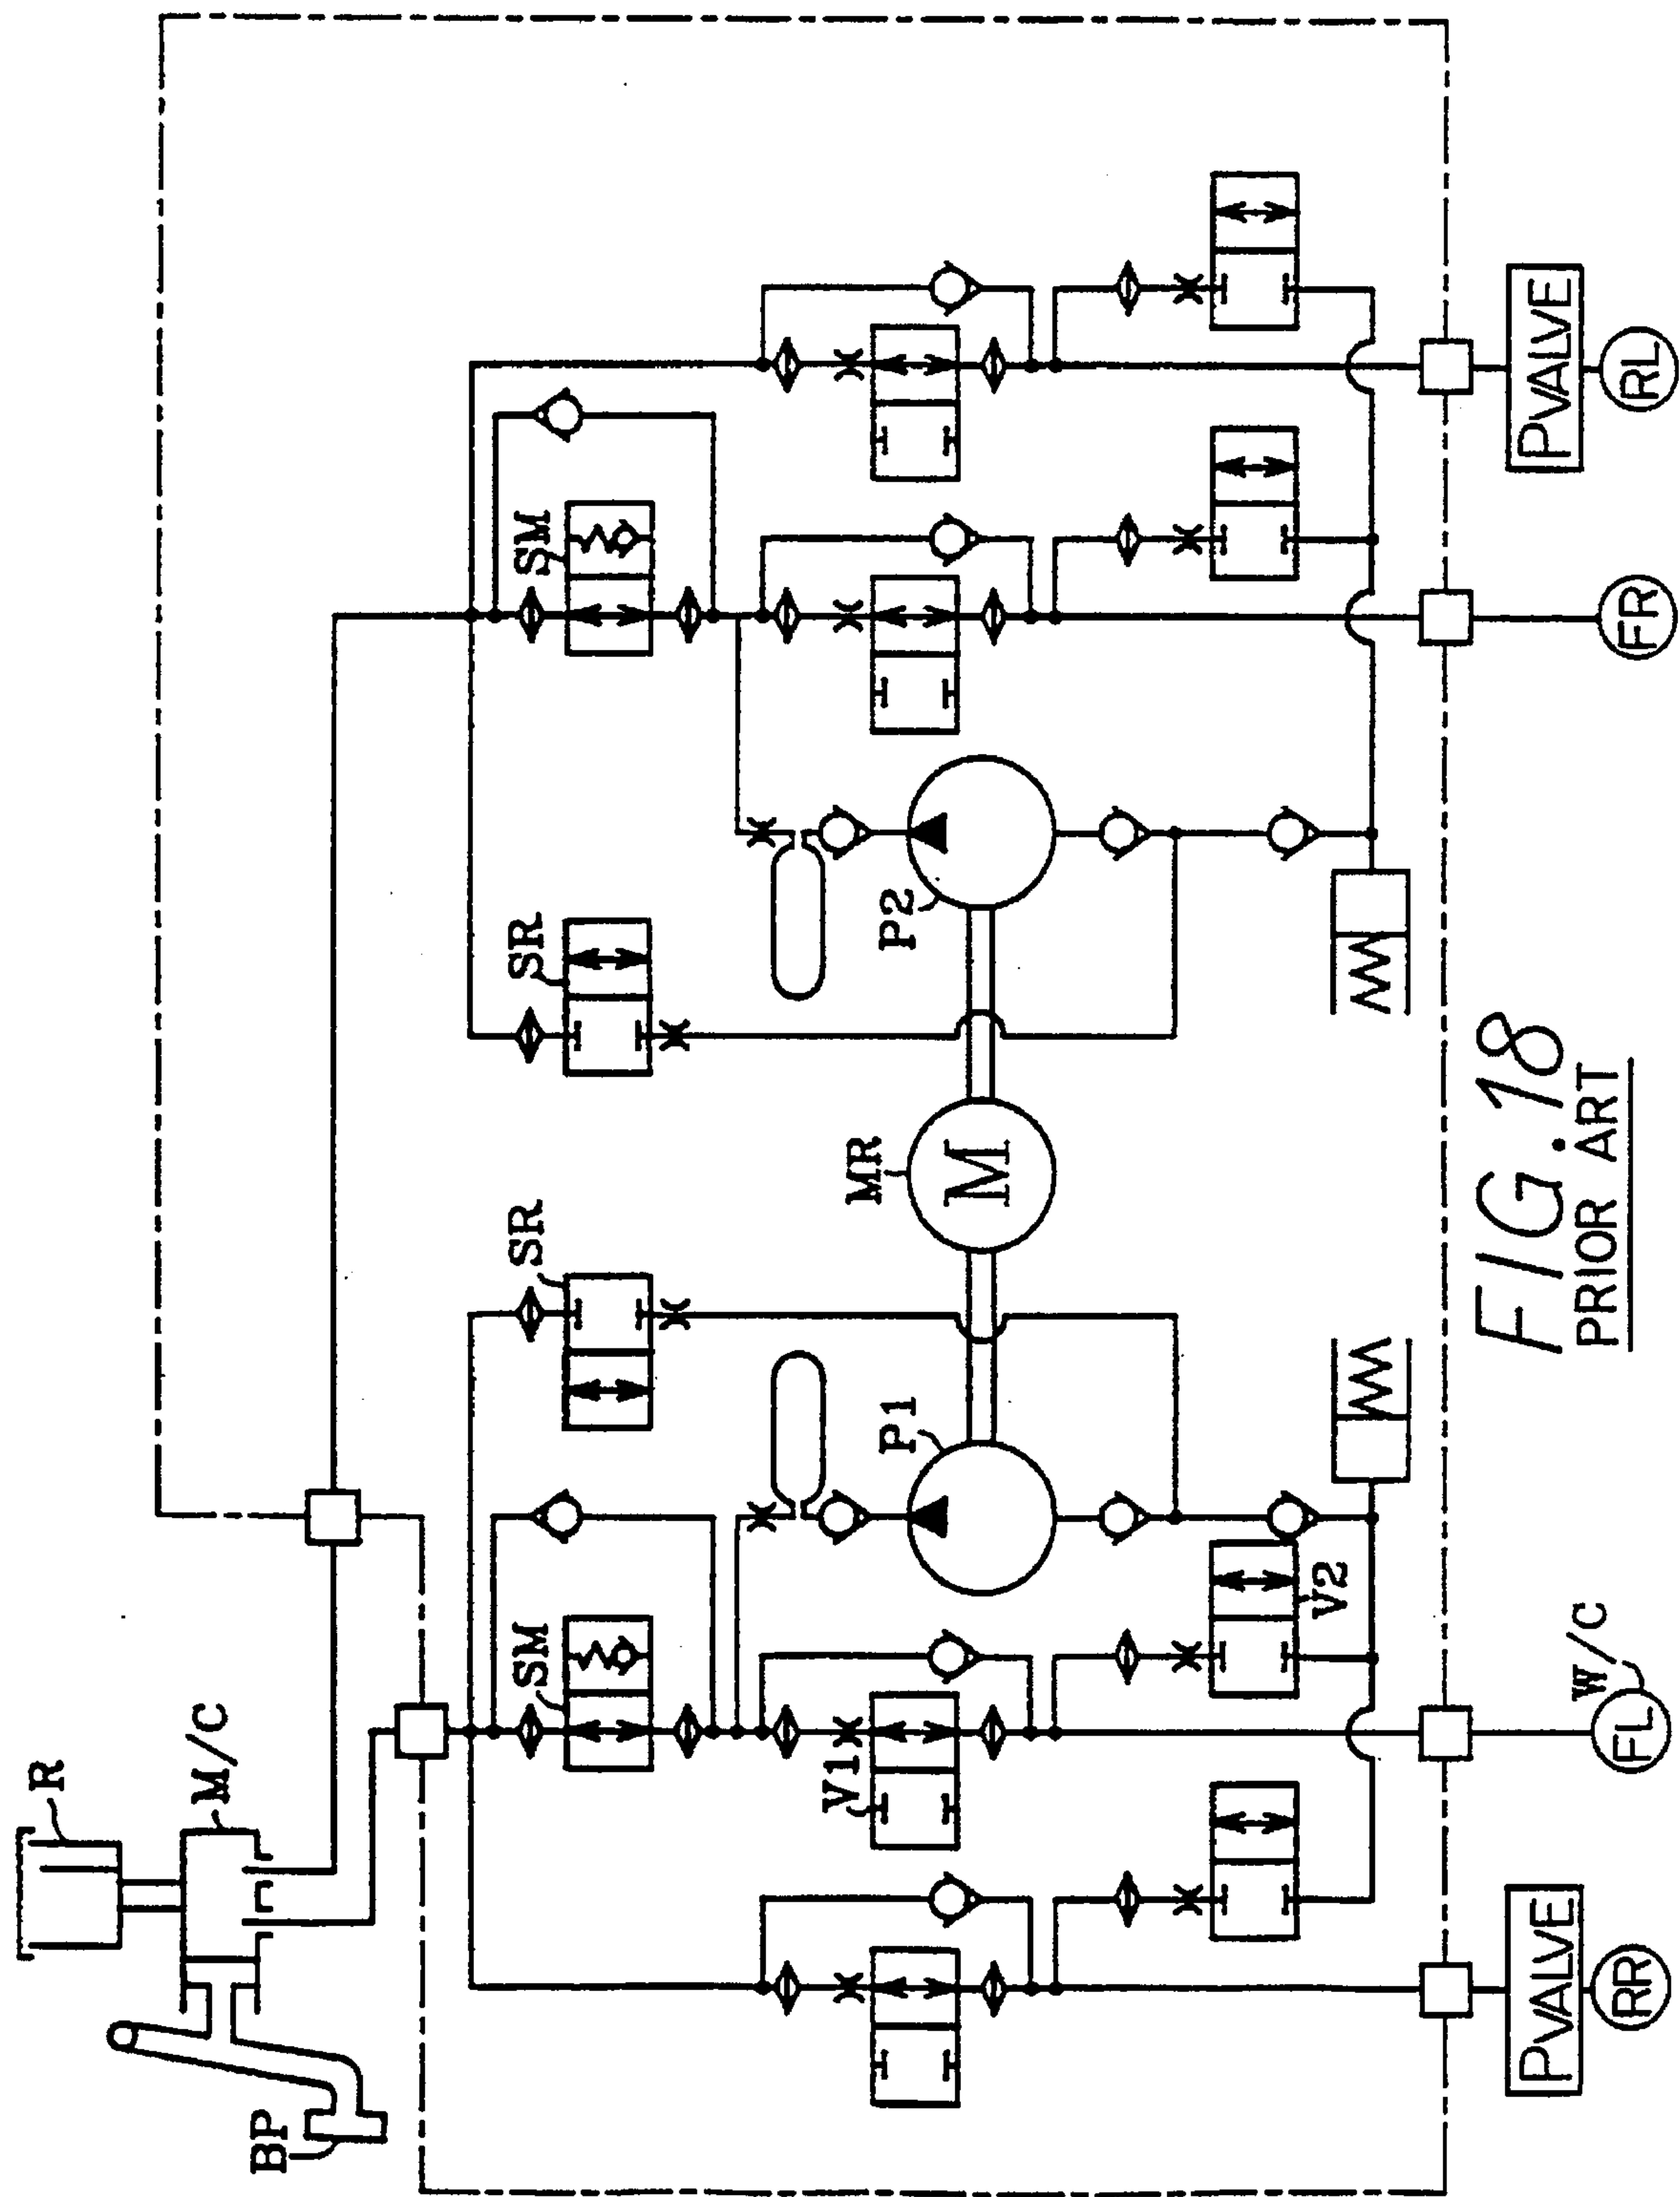 R
M/C
BP
SM
SR
SR
SM
V1
P1
MR
M
P2
V2
W/C
PVALVE
RR
FL
FR
PVALVE
RL
FIG.18
PRIOR ART